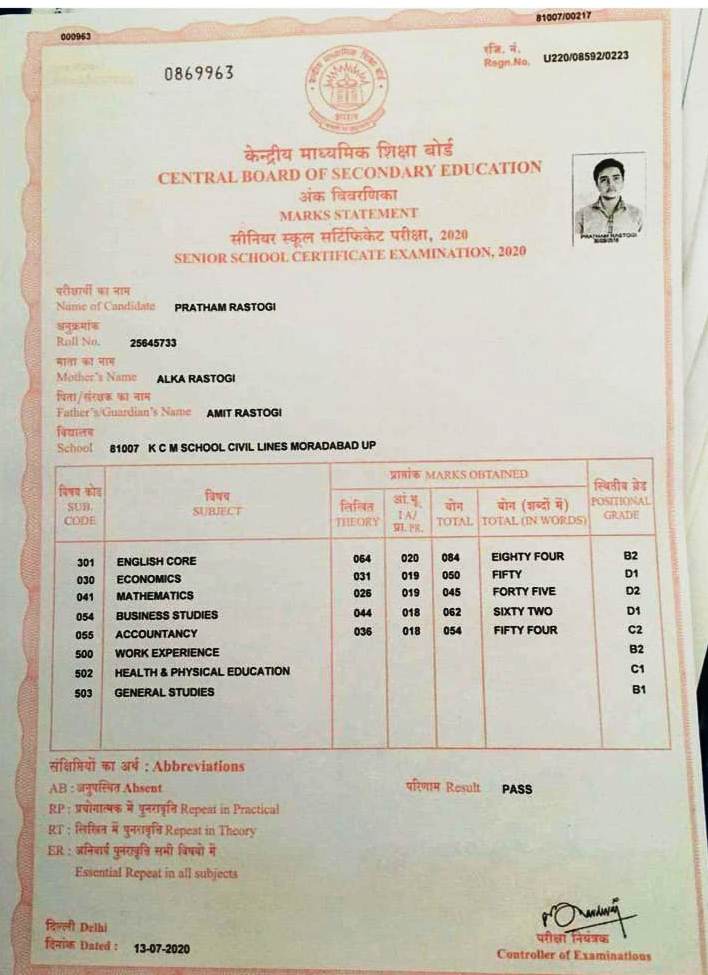 81007/00217
000963
0869963
रजि. नं.
Regn.No. U220/08592/0223
भारत
केन्द्रीय माध्यमिक शिक्षा बोर्ड
CENTRAL BOARD OF SECONDARY EDUCATION
अंक विवरणिका
MARKS STATEMENT
सीनियर स्कूल सर्टिफिकेट परीक्षा, 2020
SENIOR SCHOOL CERTIFICATE EXAMINATION, 2020
PRATHAM RASTOGI
परीक्षार्थी का नाम
Name of Candidate PRATHAM RASTOGI
अनुक्रमांक
Roll No. 25645733
माता का नाम
Mother's Name ALKA RASTOGI
पिता/संरक्षक का नाम
Father's/Guardian's Name AMIT RASTOGI
विद्यालय
School 81007 K C M SCHOOL CIVIL LINES MORADABAD UP
प्राप्तांक MARKS OBTAINED
विषय कोड SUB. CODE
विषय SUBJECT
लिखित THEORY
आं.मू. IA/ प्रा. PR.
योग TOTAL
योग (शब्दों में) TOTAL (IN WORDS)
स्थितीय ग्रेड POSITIONAL GRADE
301 ENGLISH CORE 064 020 084 EIGHTY FOUR B2
030 ECONOMICS 031 019 050 FIFTY D1
041 MATHEMATICS 026 019 045 FORTY FIVE D2
054 BUSINESS STUDIES 044 018 062 SIXTY TWO D1
055 ACCOUNTANCY 036 018 054 FIFTY FOUR C2
500 WORK EXPERIENCE B2
502 HEALTH & PHYSICAL EDUCATION C1
503 GENERAL STUDIES B1
संक्षिप्तियों का अर्थ : Abbreviations
AB : अनुपस्थित Absent
परिणाम Result PASS
RP : प्रयोगात्मक में पुनरावृति Repeat in Practical
RT : लिखित में पुनरावृति Repeat in Theory
ER : अनिवार्य पुनरावृति सभी विषयो में
Essential Repeat in all subjects
दिल्ली Delhi
दिनांक Dated : 13-07-2020
परीक्षा नियंत्रक
Controller of Examinations